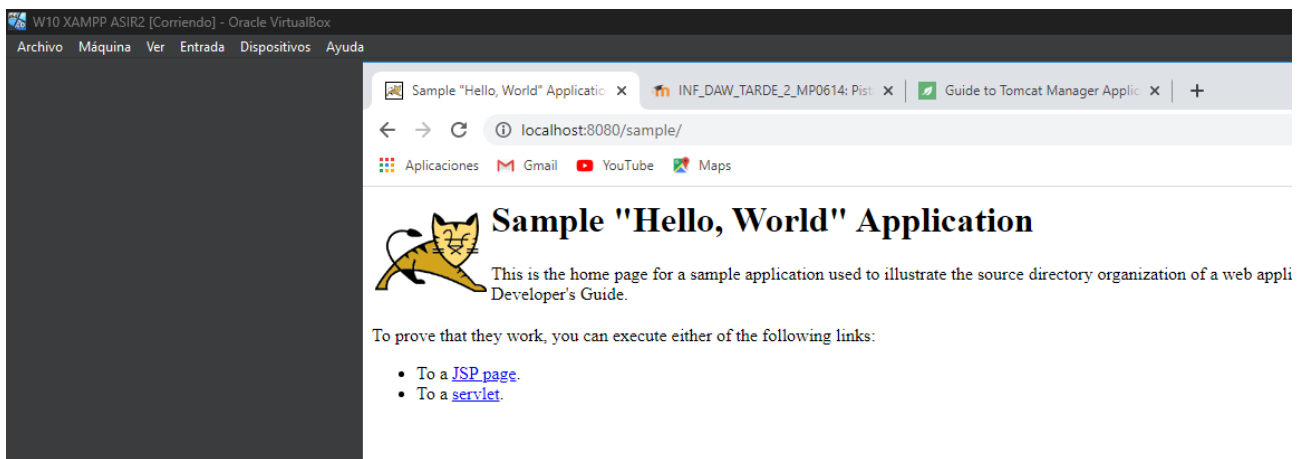 W10 XAMPP ASIR2 [Corriendo] - Oracle VirtualBox
Archivo Máquina Ver Entrada Dispositivos Ayuda
Sample "Hello, World" Applicatio
INF_DAW_TARDE_2_MP0614: Pist
Guide to Tomcat Manager Applic
localhost:8080/sample/
Aplicaciones Gmail YouTube Maps
Sample "Hello, World" Application
This is the home page for a sample application used to illustrate the source directory organization of a web appli
Developer's Guide.
To prove that they work, you can execute either of the following links:
• To a JSP page.
• To a servlet.